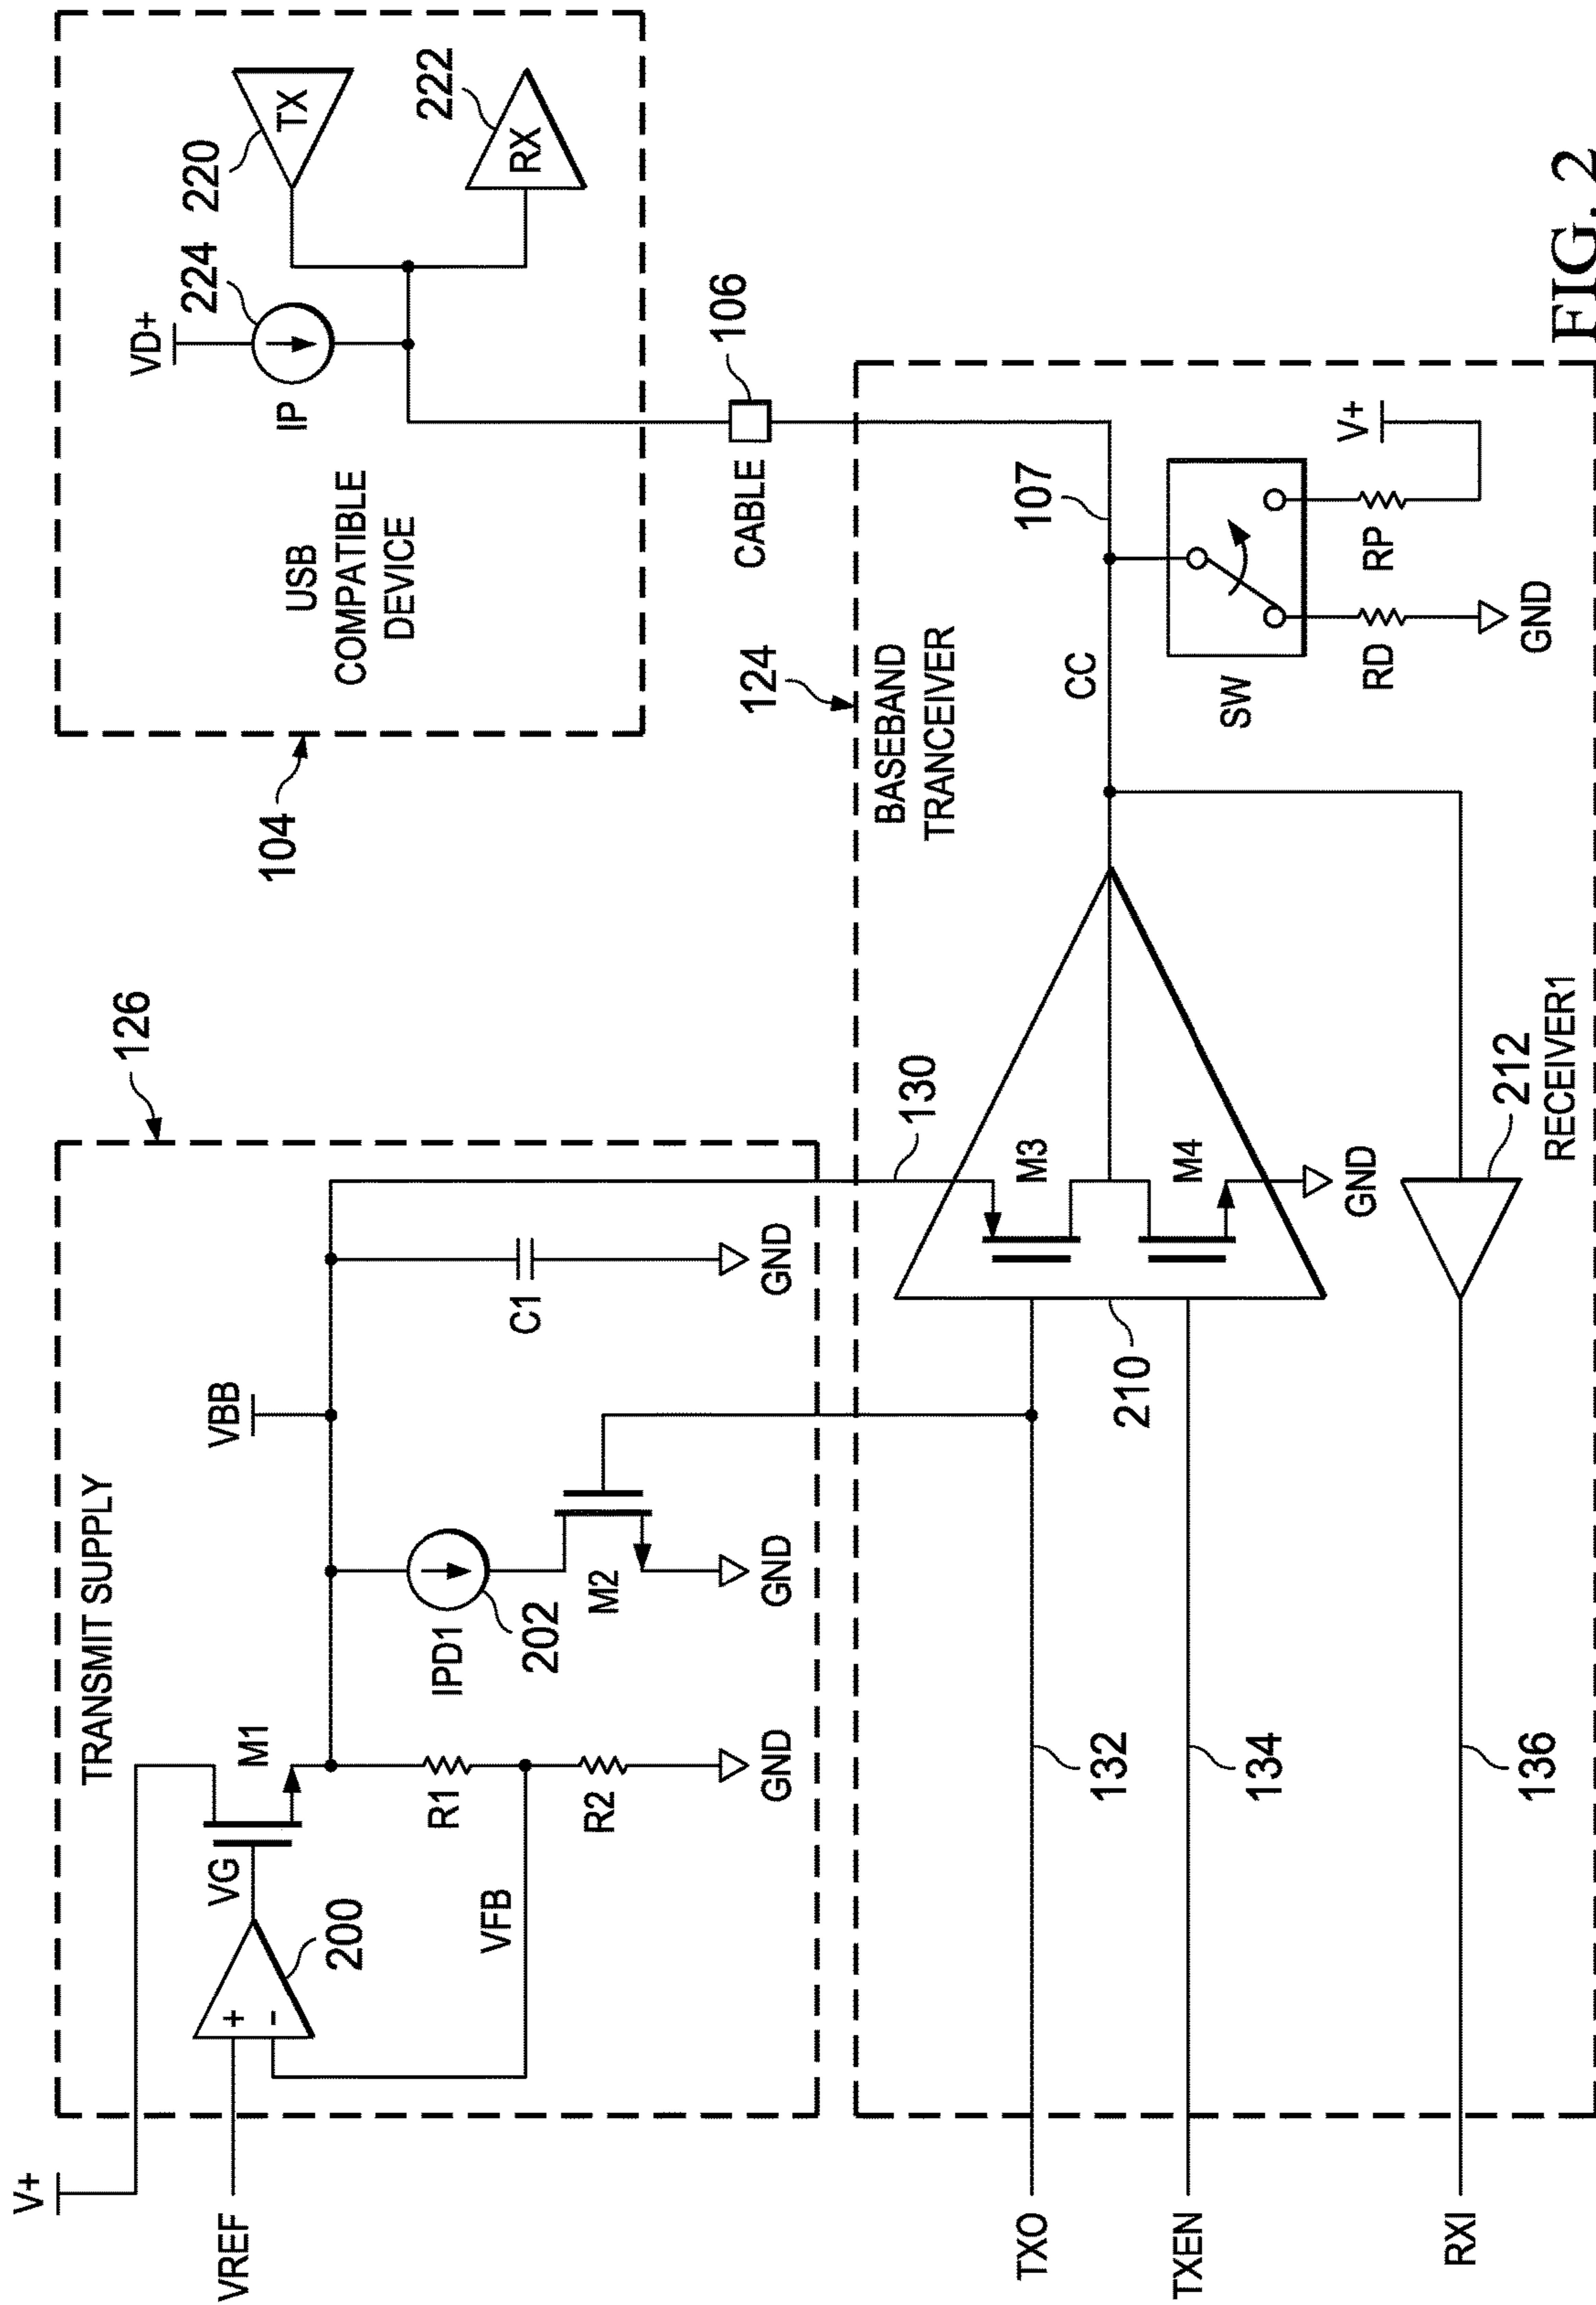 V+
VREF
TRANSMIT SUPPLY
126
VG
M1
200
+
-
VFB
R1
R2
GND
VBB
IPD1
202
M2
GND
C1
GND
104
USB
COMPATIBLE
DEVICE
VD+
224
IP
220
TX
222
RX
CABLE
106
124
BASEBAND
TRANCEIVER
130
M3
M4
GND
210
CC
107
SW
RD
RP
V+
GND
TXO
132
TXEN
134
RXI
136
212
RECEIVER1
FIG. 2